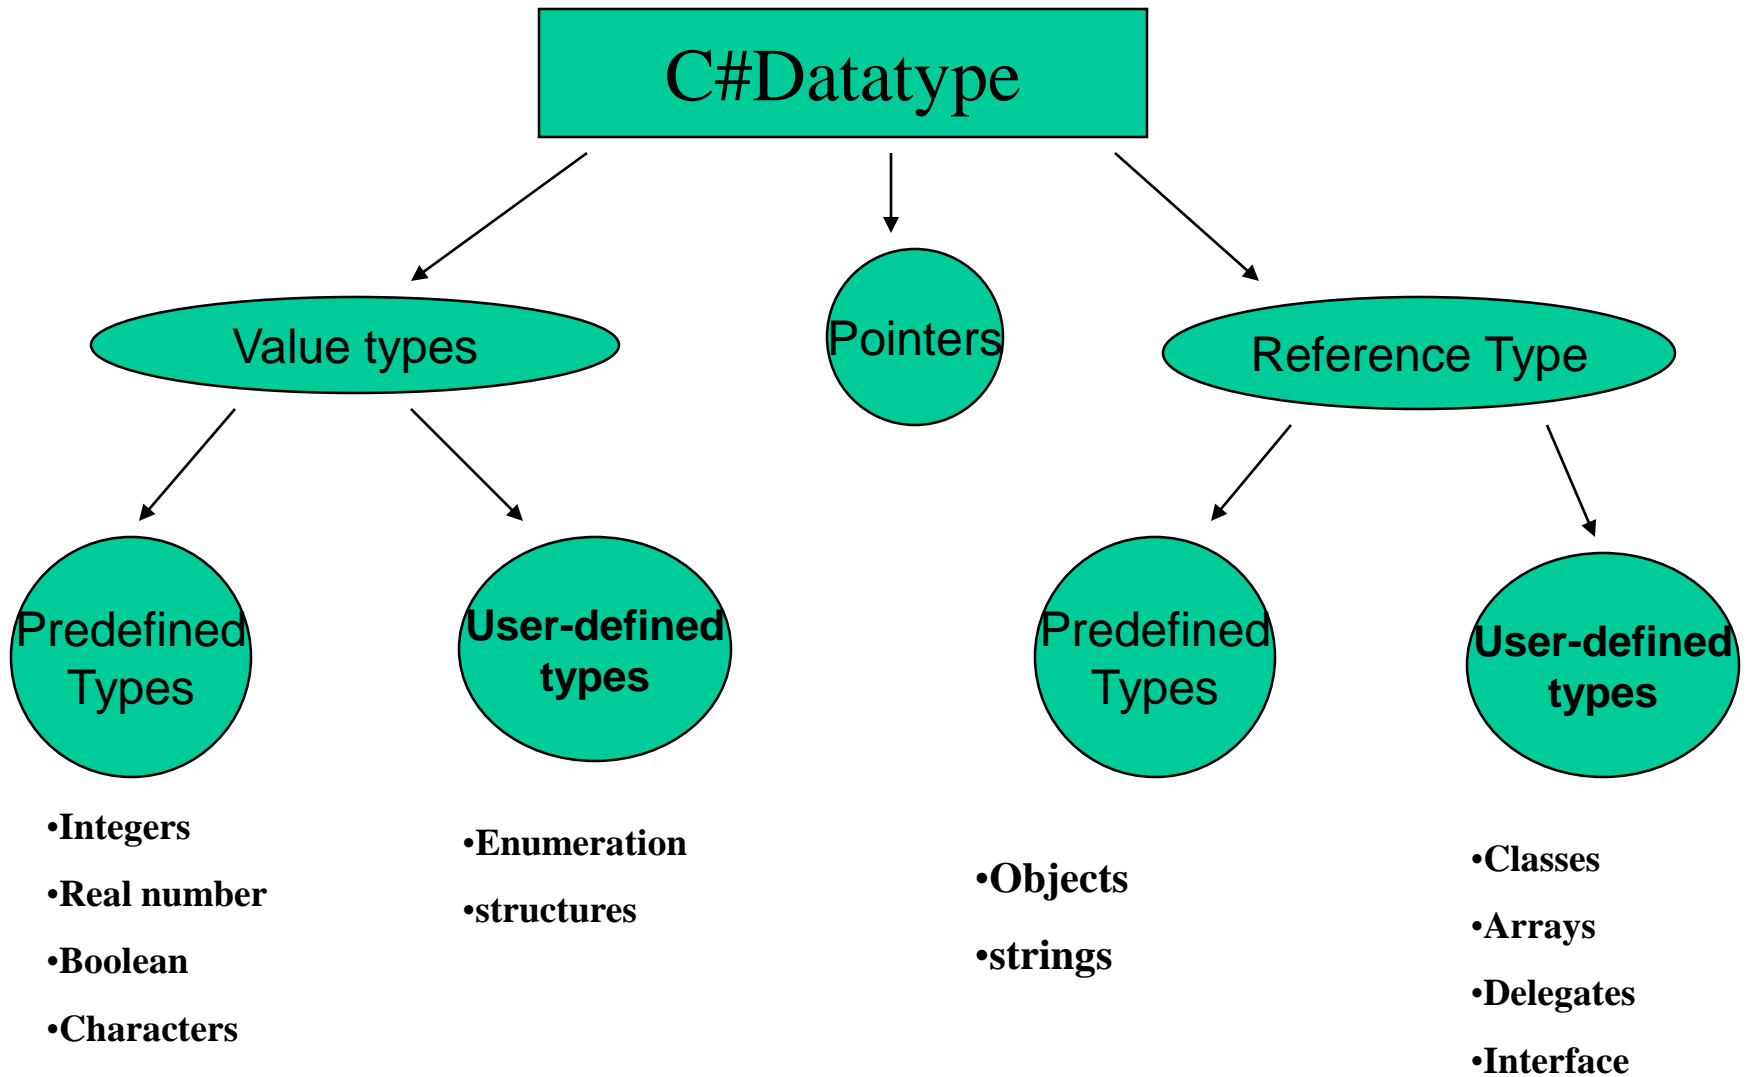 C#Datatype
Value types
Pointers
Reference Type
Predefined
Types
User-defined
types
Predefined
Types
User-defined
types
•Integers
•Real number
•Boolean
•Characters
•Enumeration
•structures
•Objects
•strings
•Classes
•Arrays
•Delegates
•Interface